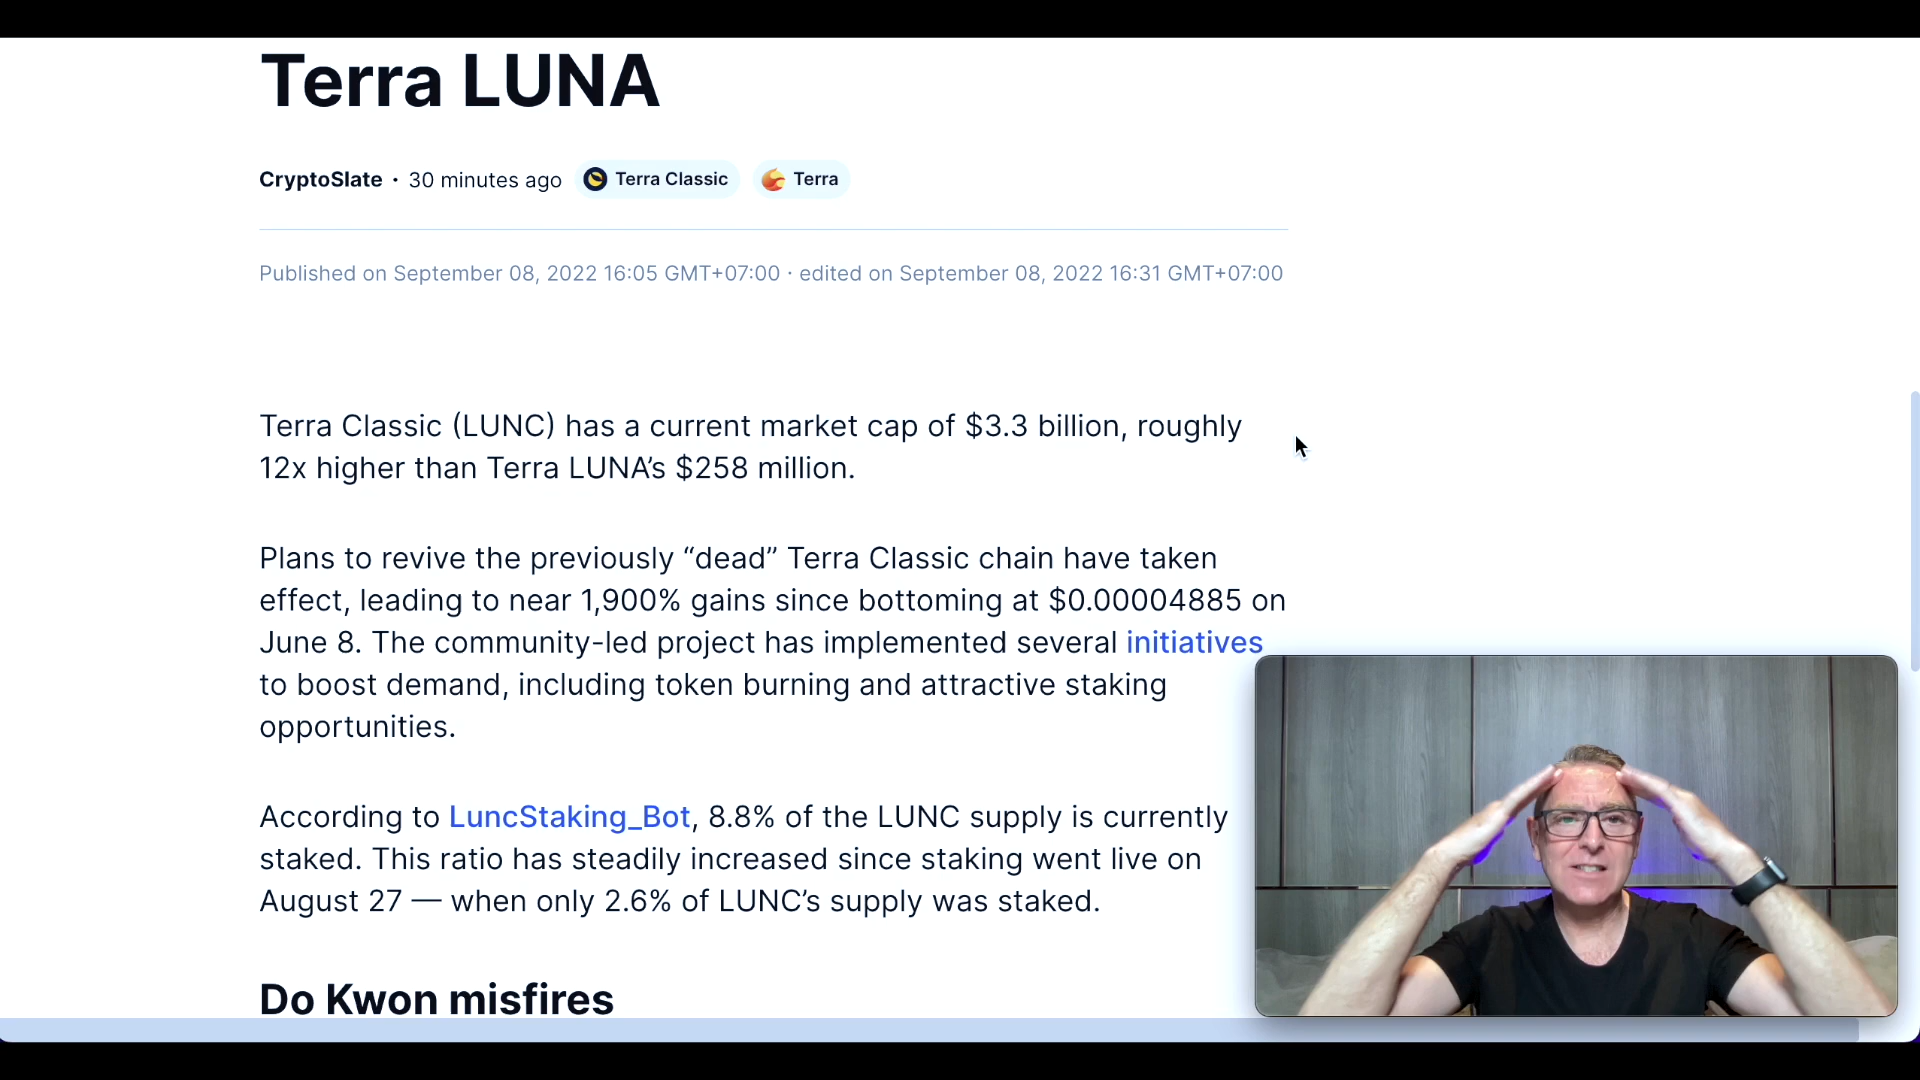 Terra LUNA
CryptoSlate · 30 minutes ago Terra Classic Terra
Published on September 08, 2022 16:05 GMT+07:00 · edited on September 08, 2022 16:31 GMT+07:00
Terra Classic (LUNC) has a current market cap of $3.3 billion, roughly
12x higher than Terra LUNA’s $258 million.
Plans to revive the previously “dead” Terra Classic chain have taken
effect, leading to near 1,900% gains since bottoming at $0.00004885 on
June 8. The community-led project has implemented several initiatives
to boost demand, including token burning and attractive staking
opportunities.
According to LuncStaking_Bot, 8.8% of the LUNC supply is currently
staked. This ratio has steadily increased since staking went live on
August 27 — when only 2.6% of LUNC’s supply was staked.
Do Kwon misfires